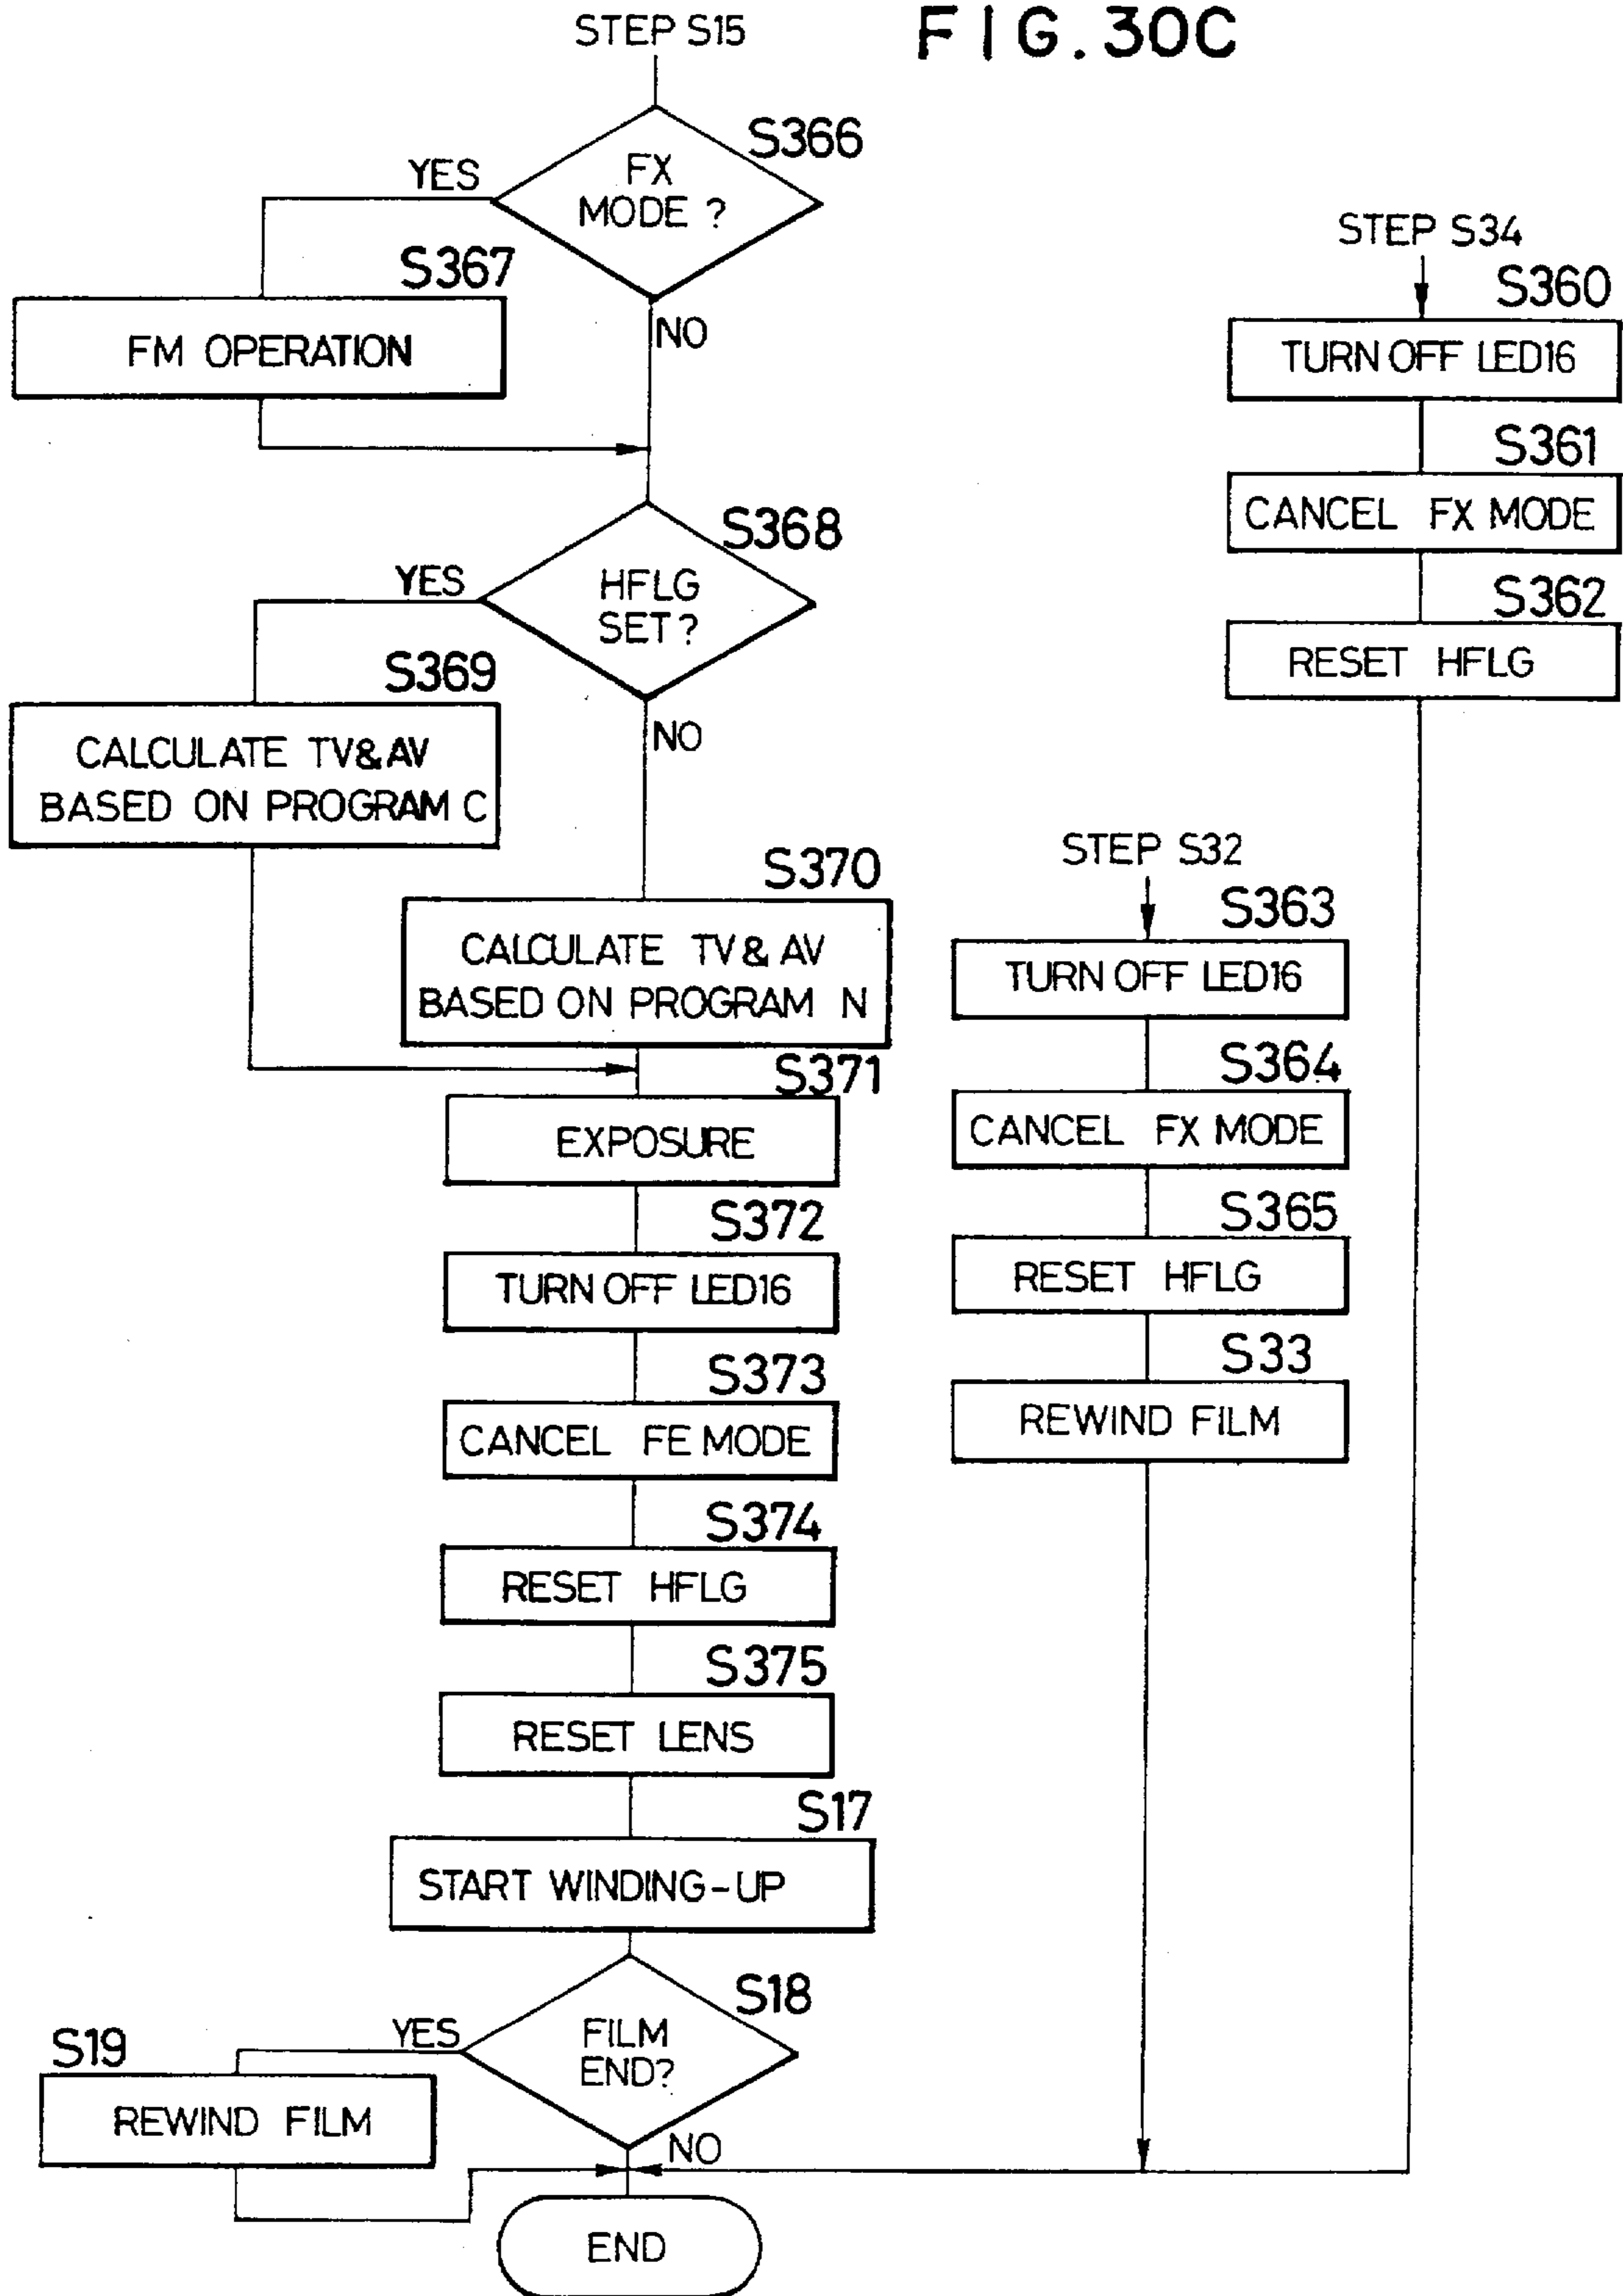 FIG. 30C
STEP S15
S366
FX
MODE ?
YES
NO
S367
FM OPERATION
S368
HFLG
SET?
YES
NO
S369
CALCULATE TV&AV
BASED ON PROGRAM C
S370
CALCULATE TV & AV
BASED ON PROGRAM N
S371
EXPOSURE
S372
TURN OFF LED16
S373
CANCEL FE MODE
S374
RESET HFLG
S375
RESET LENS
S17
START WINDING-UP
S18
FILM
END?
YES
NO
S19
REWIND FILM
END
STEP S32
S363
TURN OFF LED16
S364
CANCEL FX MODE
S365
RESET HFLG
S33
REWIND FILM
STEP S34
S360
TURN OFF LED16
S361
CANCEL FX MODE
S362
RESET HFLG